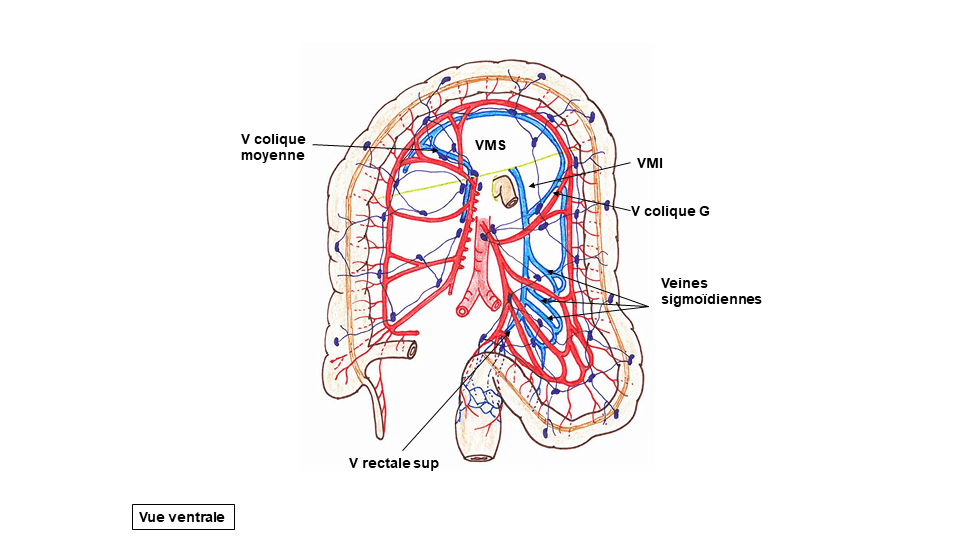 V colique
moyenne
VMS
VMI
V colique G
Veines
sigmoïdiennes
V rectale sup
Vue ventrale